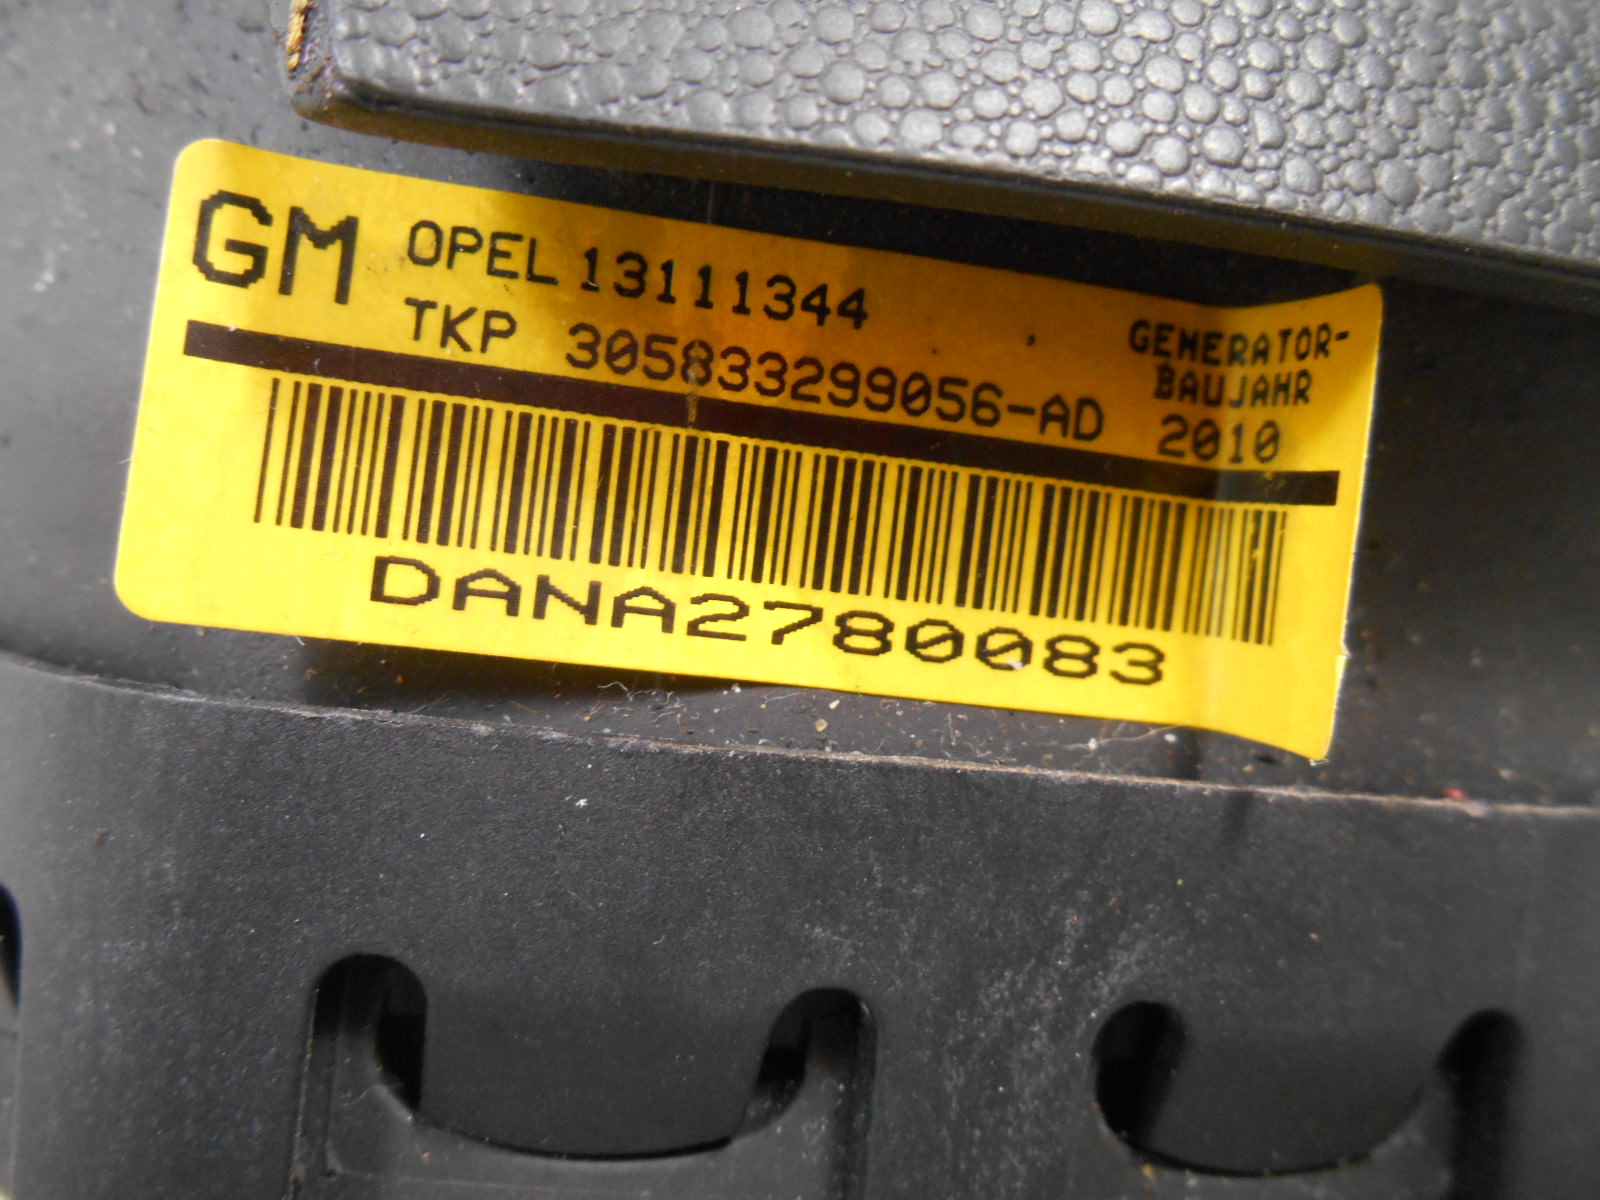 GM OPEL 13111344
TKP 305833299056-AD
GENERATOR-
BAUJAHR
2010
DANA2780083